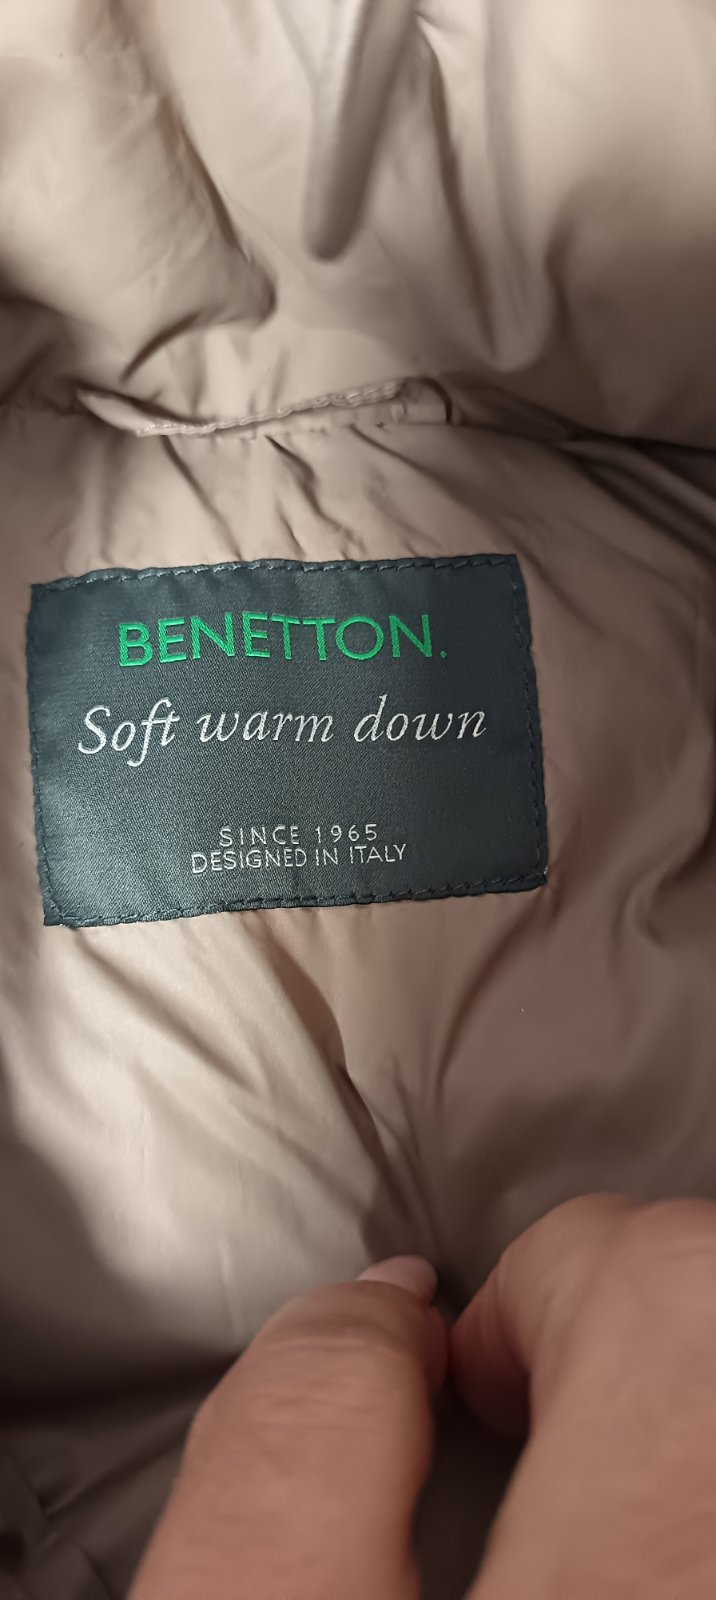 BENETTON.
Soft warm down
SINCE 1965
DESIGNED IN ITALY